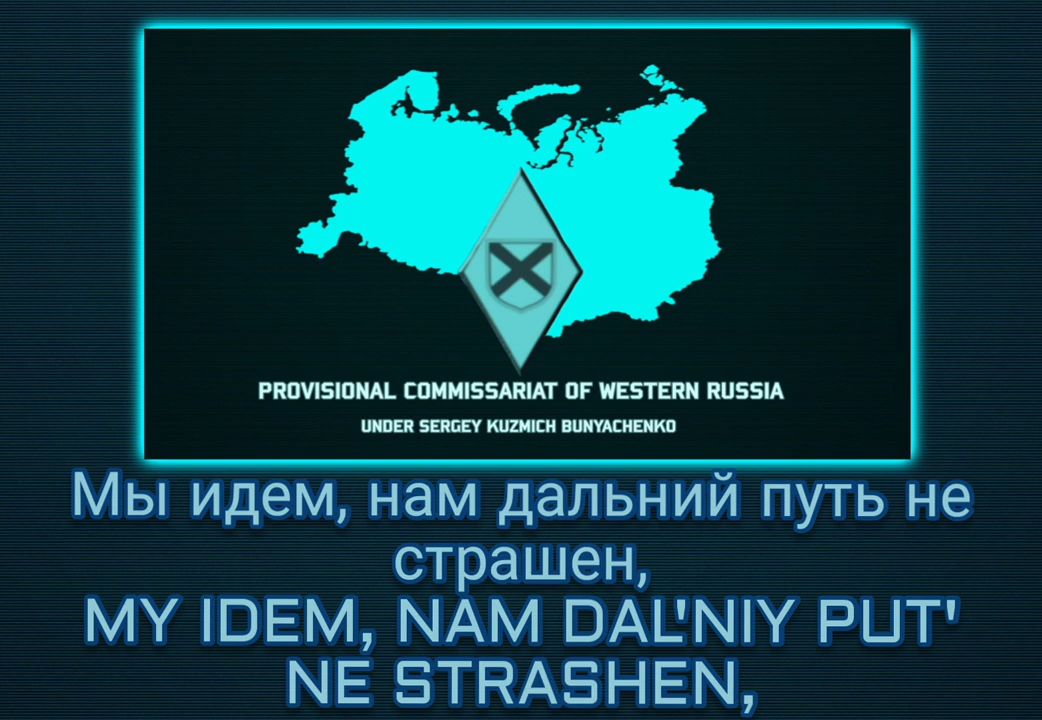 PROVISIONAL COMMISSARIAT OF WESTERN RUSSIA
UNDER SERGEY KUZMICH BUNYACHENKO
Мы идем, нам дальний путь не
страшен,
MY IDEM, NAM DAL'NIY PUT'
NE STRASHEN,